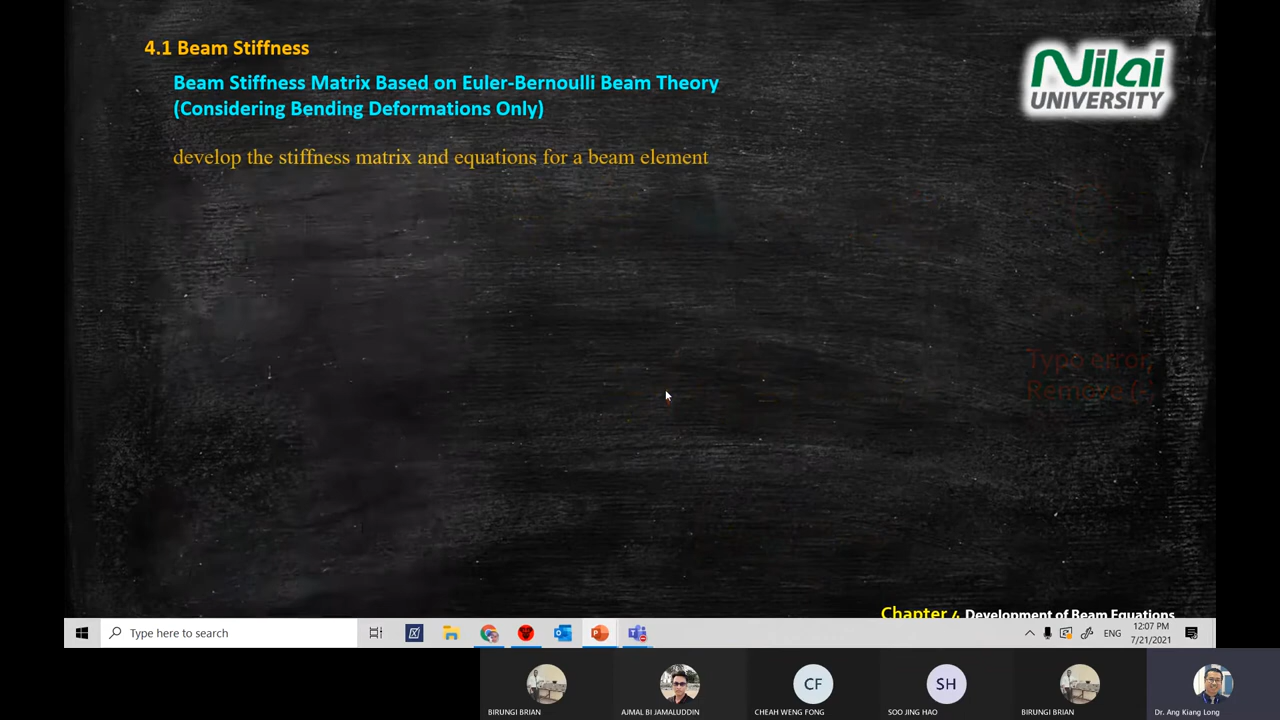 4.1 Beam Stiffness
Nilai
UNIVERSITY
Beam Stiffness Matrix Based on Euler-Bernoulli Beam Theory
(Considering Bending Deformations Only)
develop the stiffness matrix and equations for a beam element
Typo error,
Remove (-
Chapter 4 Development of Beam Equations
Type here to search
ENG
12:07 PM
7/21/2021
CF
SH
BIRUNGI BRIAN
AJMAL BI JAMALUDDIN
CHEAH WENG FONG
SOO JING HAO
BIRUNGI BRIAN
Dr. Ang Kiang Long